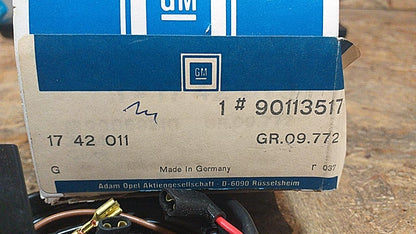 GM
GM
1 # 90113517
17 42 011 GR.09.772
G Made in Germany r 037
Adam Opel Aktiengesellschaft · D-6090 Rüsselsheim